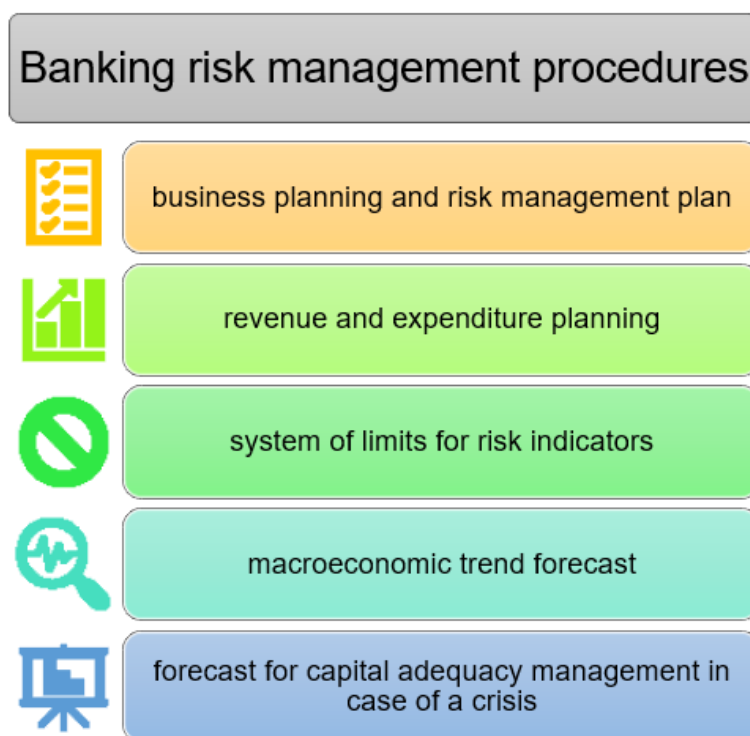 Banking risk management procedures
business planning and risk management plan
revenue and expenditure planning
system of limits for risk indicators
macroeconomic trend forecast
forecast for capital adequacy management in
case of a crisis